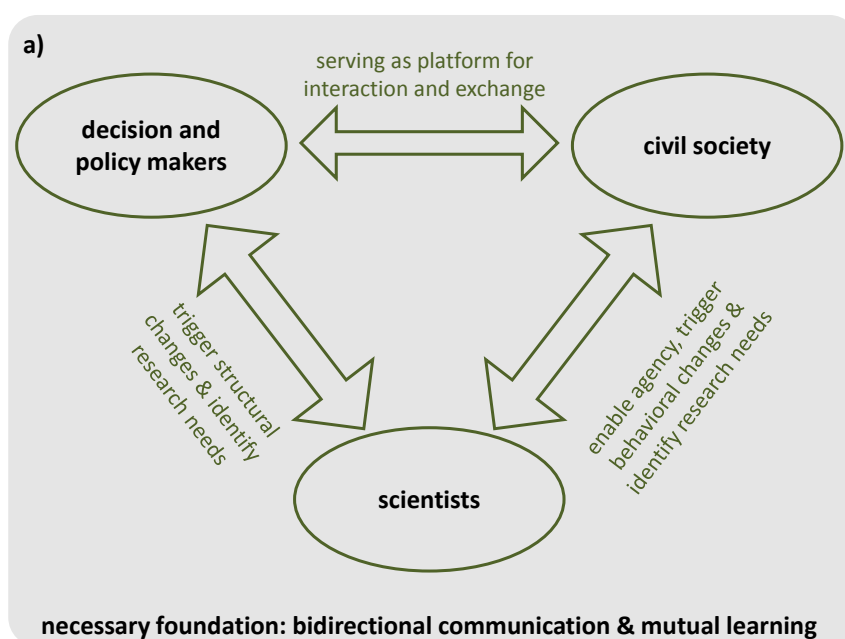 a)
serving as platform for
interaction and exchange
decision and
policy makers
civil society
trigger structural
changes & identify
research needs
enable agency, trigger
behavioral changes &
identify research needs
scientists
necessary foundation: bidirectional communication & mutual learning